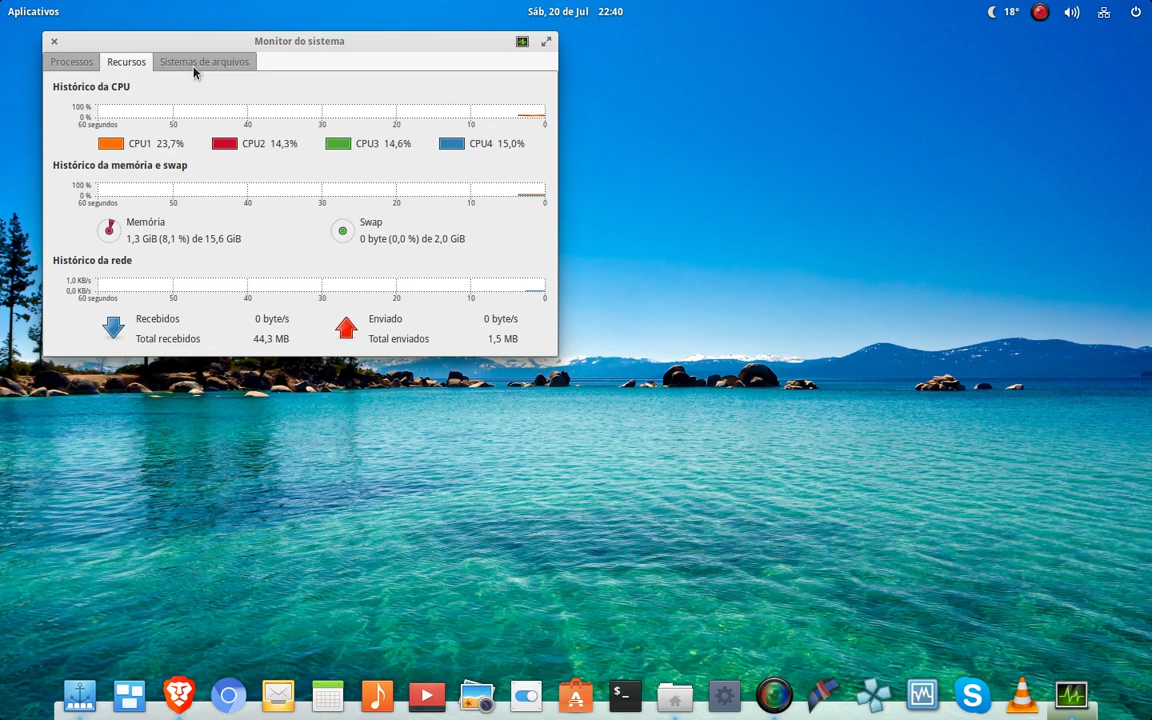 Aplicativos
Sáb, 20 de Jul 22:40
18°
Monitor do sistema
Processos
Recursos
Sistemas de arquivos
Histórico da CPU
100 %
0 %
60 segundos 50 40 30 20 10 0
CPU1 23,7% CPU2 14,3% CPU3 14,6% CPU4 15,0%
Histórico da memória e swap
100 %
0 %
60 segundos 50 40 30 20 10 0
Memória
1,3 GiB (8,1 %) de 15,6 GiB
Swap
0 byte (0,0 %) de 2,0 GiB
Histórico da rede
1,0 KB/s
0,0 KB/s
60 segundos 50 40 30 20 10 0
Recebidos 0 byte/s
Total recebidos 44,3 MB
Enviado 0 byte/s
Total enviados 1,5 MB